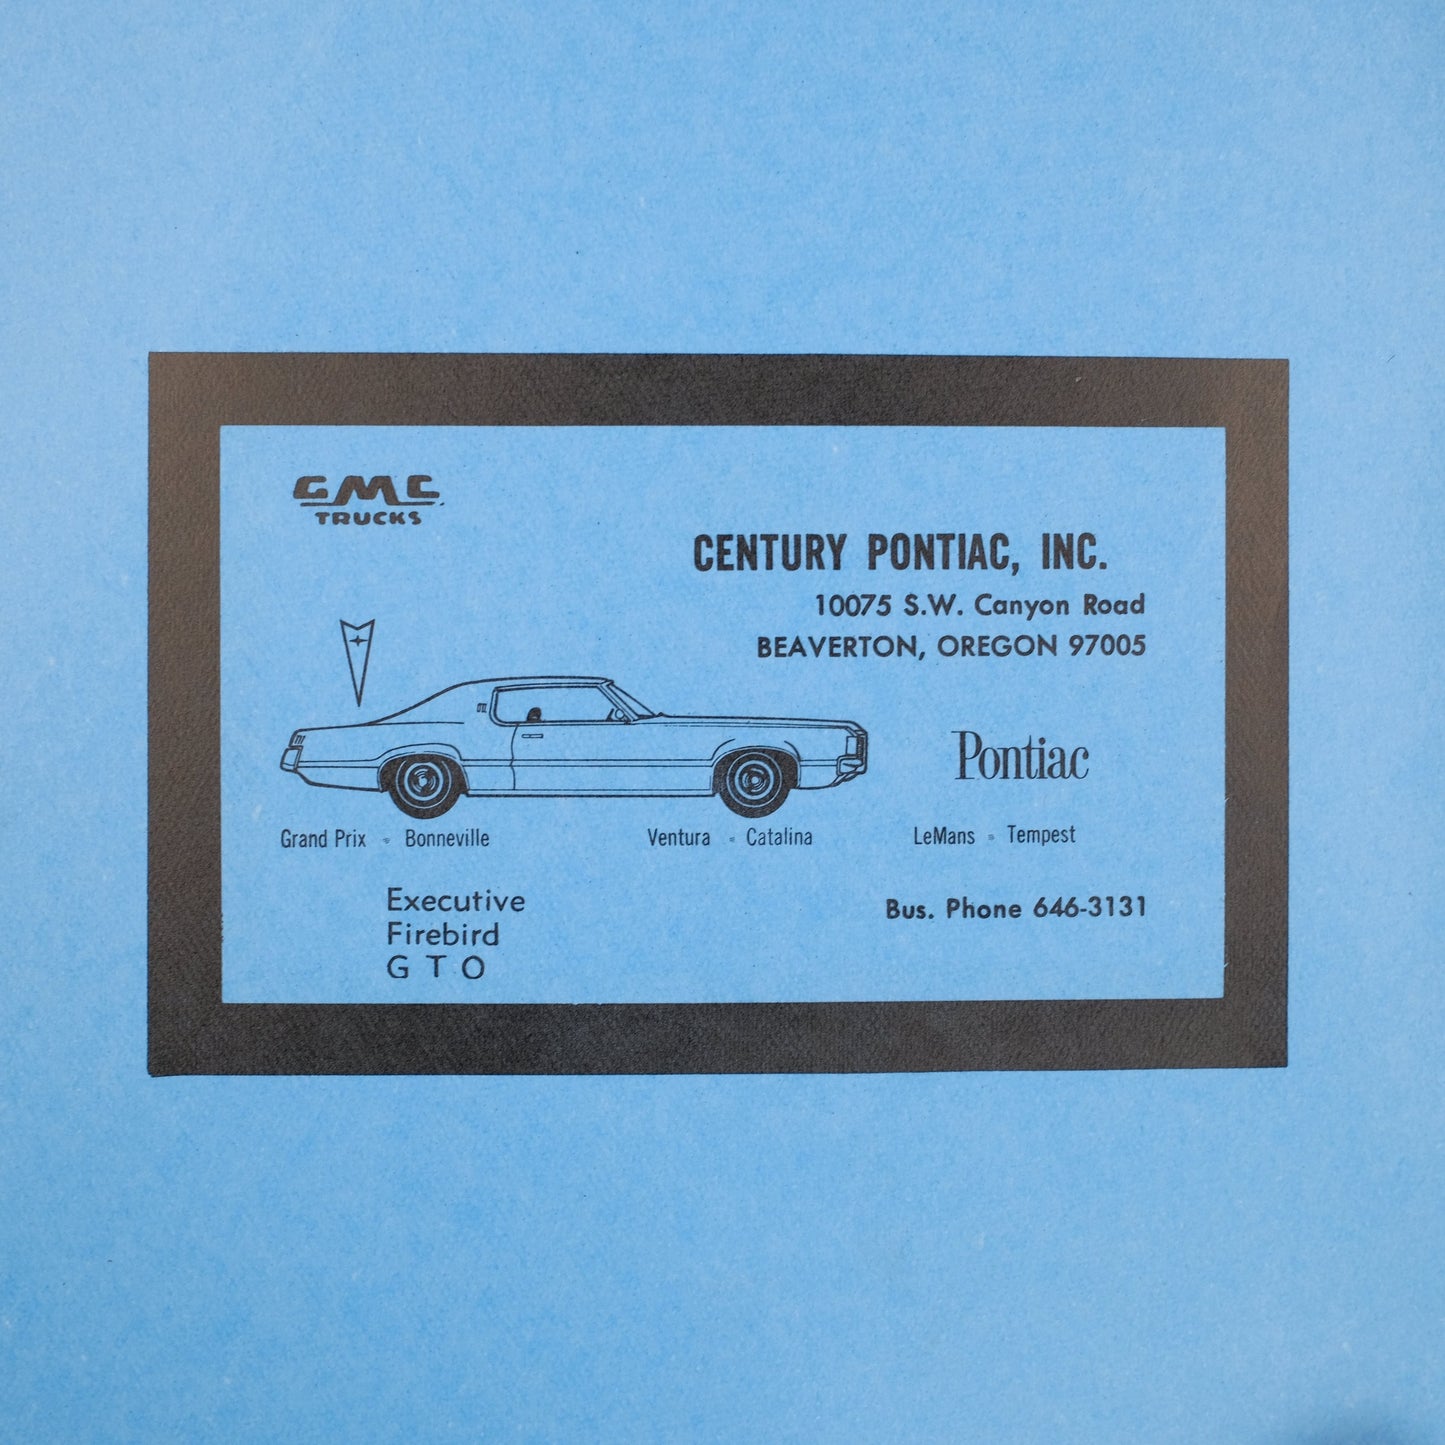 GMC
TRUCKS
CENTURY PONTIAC, INC.
10075 S.W. Canyon Road
BEAVERTON, OREGON 97005
Pontiac
Grand Prix - Bonneville
Ventura - Catalina
LeMans - Tempest
Executive
Firebird
G T O
Bus. Phone 646-3131